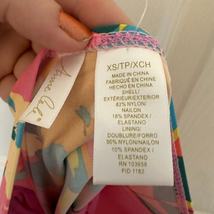 XS/TP/XCH
MADE IN CHINA
FABRIQUÉ EN CHINE
HECHO EN CHINA
SHELL/
EXTÉRIEUR/EXTERIOR
82% NYLON/
NAILON
18% SPANDEX /
ELASTANO
LINING:
DOUBLURE/FORRO
90% NYLON/NAILON
10% SPANDEX /
ELASTANO
RN 103658
PID 1182